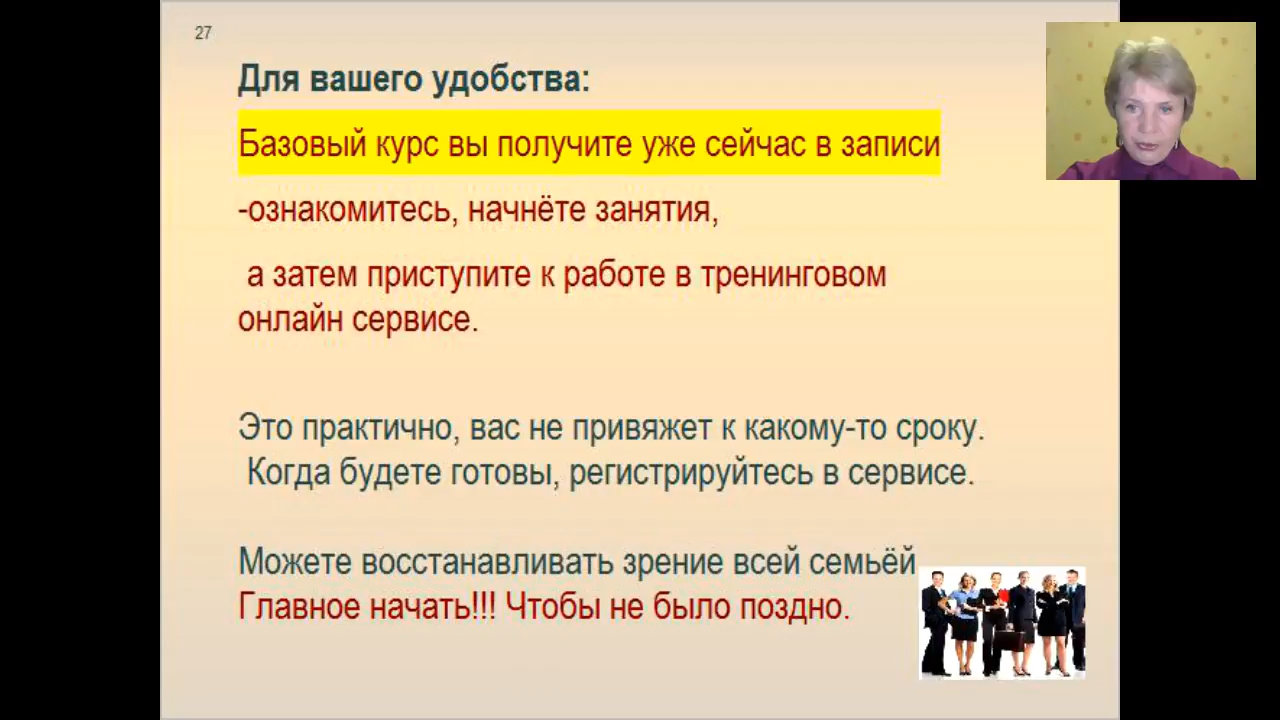 27
Для вашего удобства:
Базовый курс вы получите уже сейчас в записи
-ознакомитесь, начнёте занятия,
а затем приступите к работе в тренинговом
онлайн сервисе.
Это практично, вас не привяжет к какому-то сроку.
Когда будете готовы, регистрируйтесь в сервисе.
Можете восстанавливать зрение всей семьёй
Главное начать!!! Чтобы не было поздно.